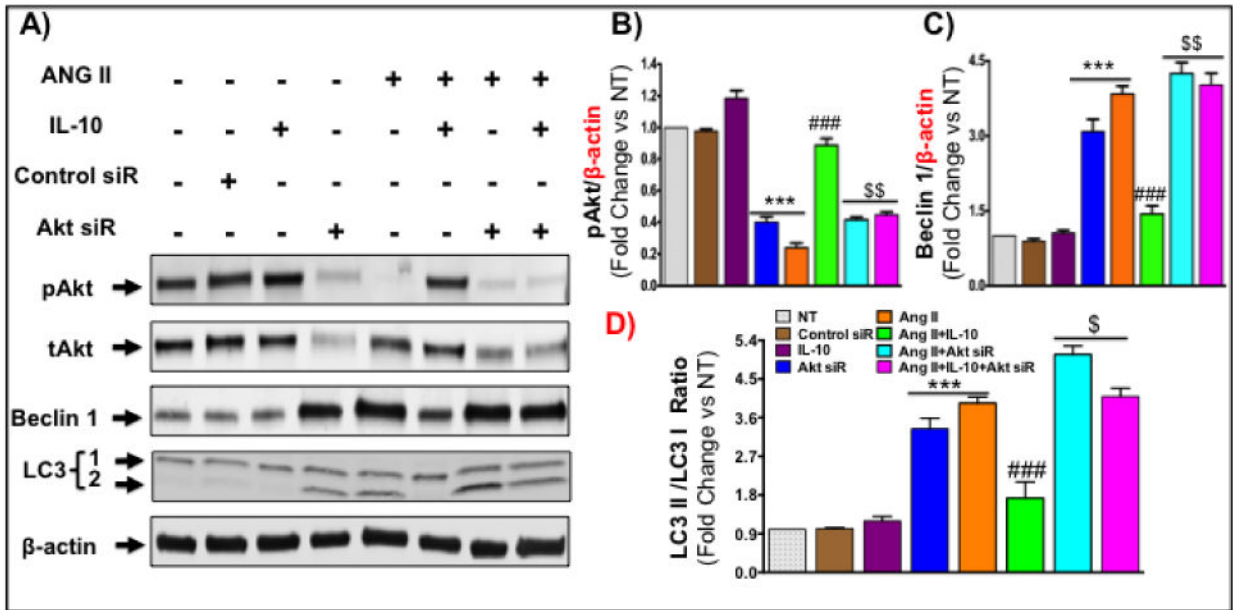 A)
ANG II - - - - + + + +
IL-10 - - + - - + - +
Control siR - + - - - - - -
Akt siR - - - + - - + +
pAkt
tAkt
Beclin 1
LC3 1
2
β-actin
B)
pAkt/β-actin
(Fold Change vs NT)
1.4
1.2
1.0
0.8
0.6
0.4
0.2
0.0
***
###
$$
C)
Beclin 1/β-actin
(Fold Change vs NT)
4.5
3.0
1.5
0.0
***
###
$$
D)
LC3 II /LC3 I Ratio
(Fold Change vs NT)
5.4
4.5
3.6
2.7
1.8
0.9
0.0
NT
Control siR
IL-10
Akt siR
Ang II
Ang II+IL-10
Ang II+Akt siR
Ang II+IL-10+Akt siR
***
###
$